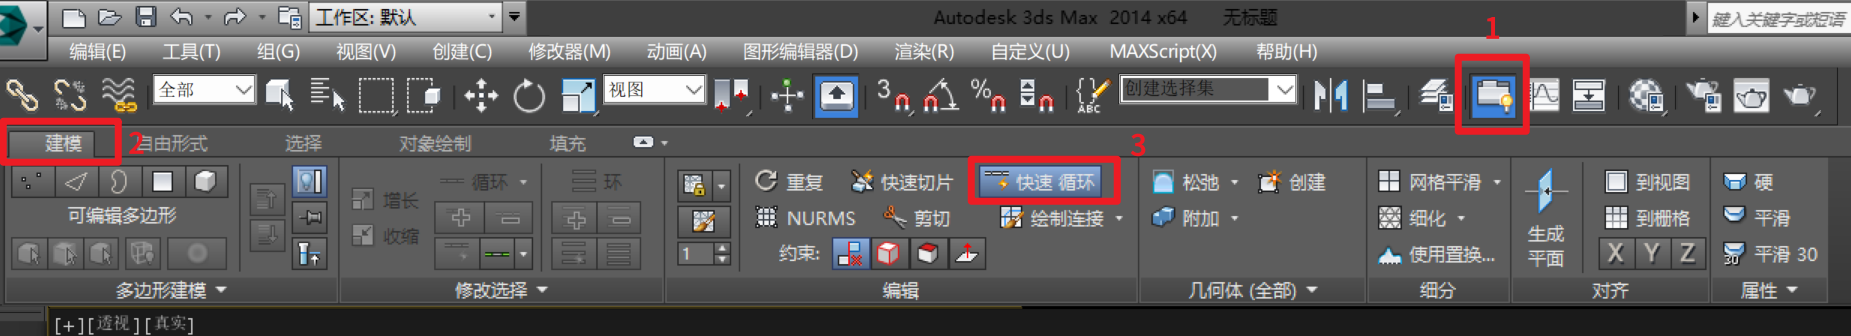 工作区: 默认
Autodesk 3ds Max 2014 x64 无标题
键入关键字或短语
编辑(E) 工具(T) 组(G) 视图(V) 创建(C) 修改器(M) 动画(A) 图形编辑器(D) 渲染(R) 自定义(U) MAXScript(X) 帮助(H)
1
全部 视图 3 % ABC 创建选择集
建模 2 自由形式 选择 对象绘制 填充 3
循环 环 重复 快速切片 快速 循环 松弛 创建 网格平滑 到视图 硬
增长
可编辑多边形 NURMS 剪切 绘制连接 附加 细化 到栅格 平滑
收缩 生成
平面
1 约束: 使用置换... X Y Z 30 平滑 30
多边形建模 修改选择 编辑 几何体 (全部) 细分 对齐 属性
[+][透视][真实]